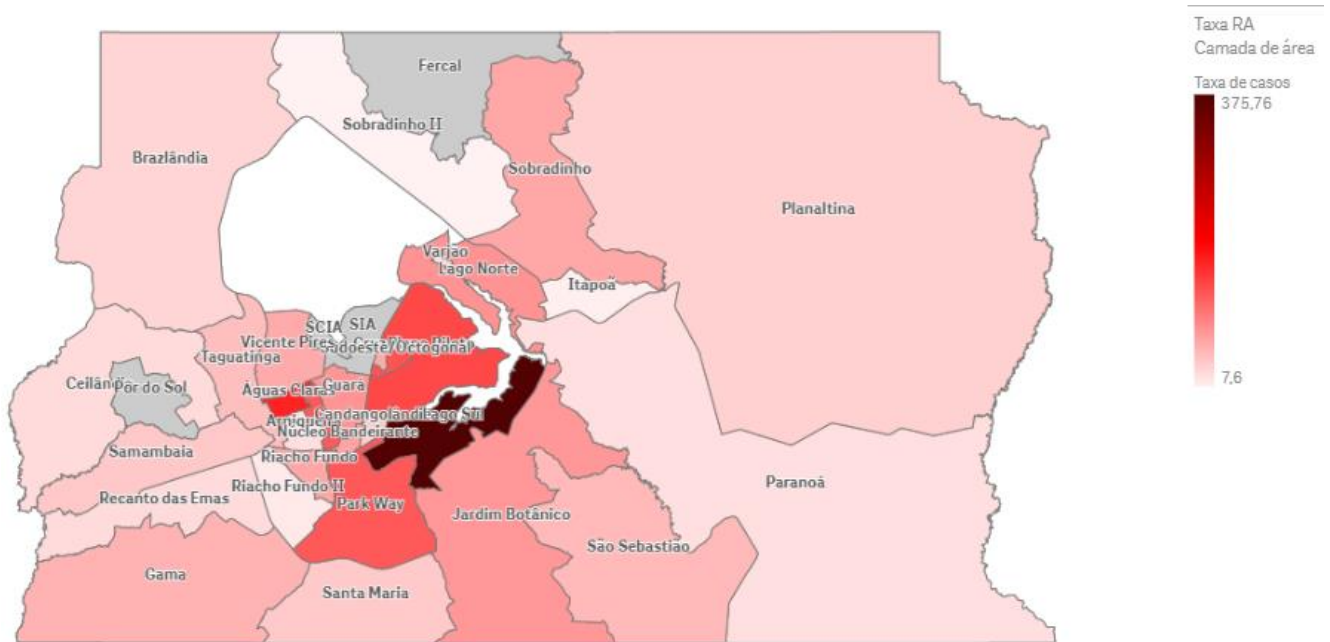 Taxa RA
Camada de área
Taxa de casos
375,76
7,6
Fercal
Sobradinho II
Brazlândia
Sobradinho
Planaltina
Varjão
Lago Norte
Itapoã
SCIA
SIA
Vicente Pires
Sudoeste/Octogonal
Taguatinga
Ceilând
Pôr do Sol
Águas Claras
Guará
Candangolândi
Lago Sul
Núcleo Bandeirante
Samambaia
Riacho Fundo
Paranoá
Recanto das Emas
Riacho Fundo II
Park Way
Jardim Botânico
São Sebastião
Gama
Santa Maria